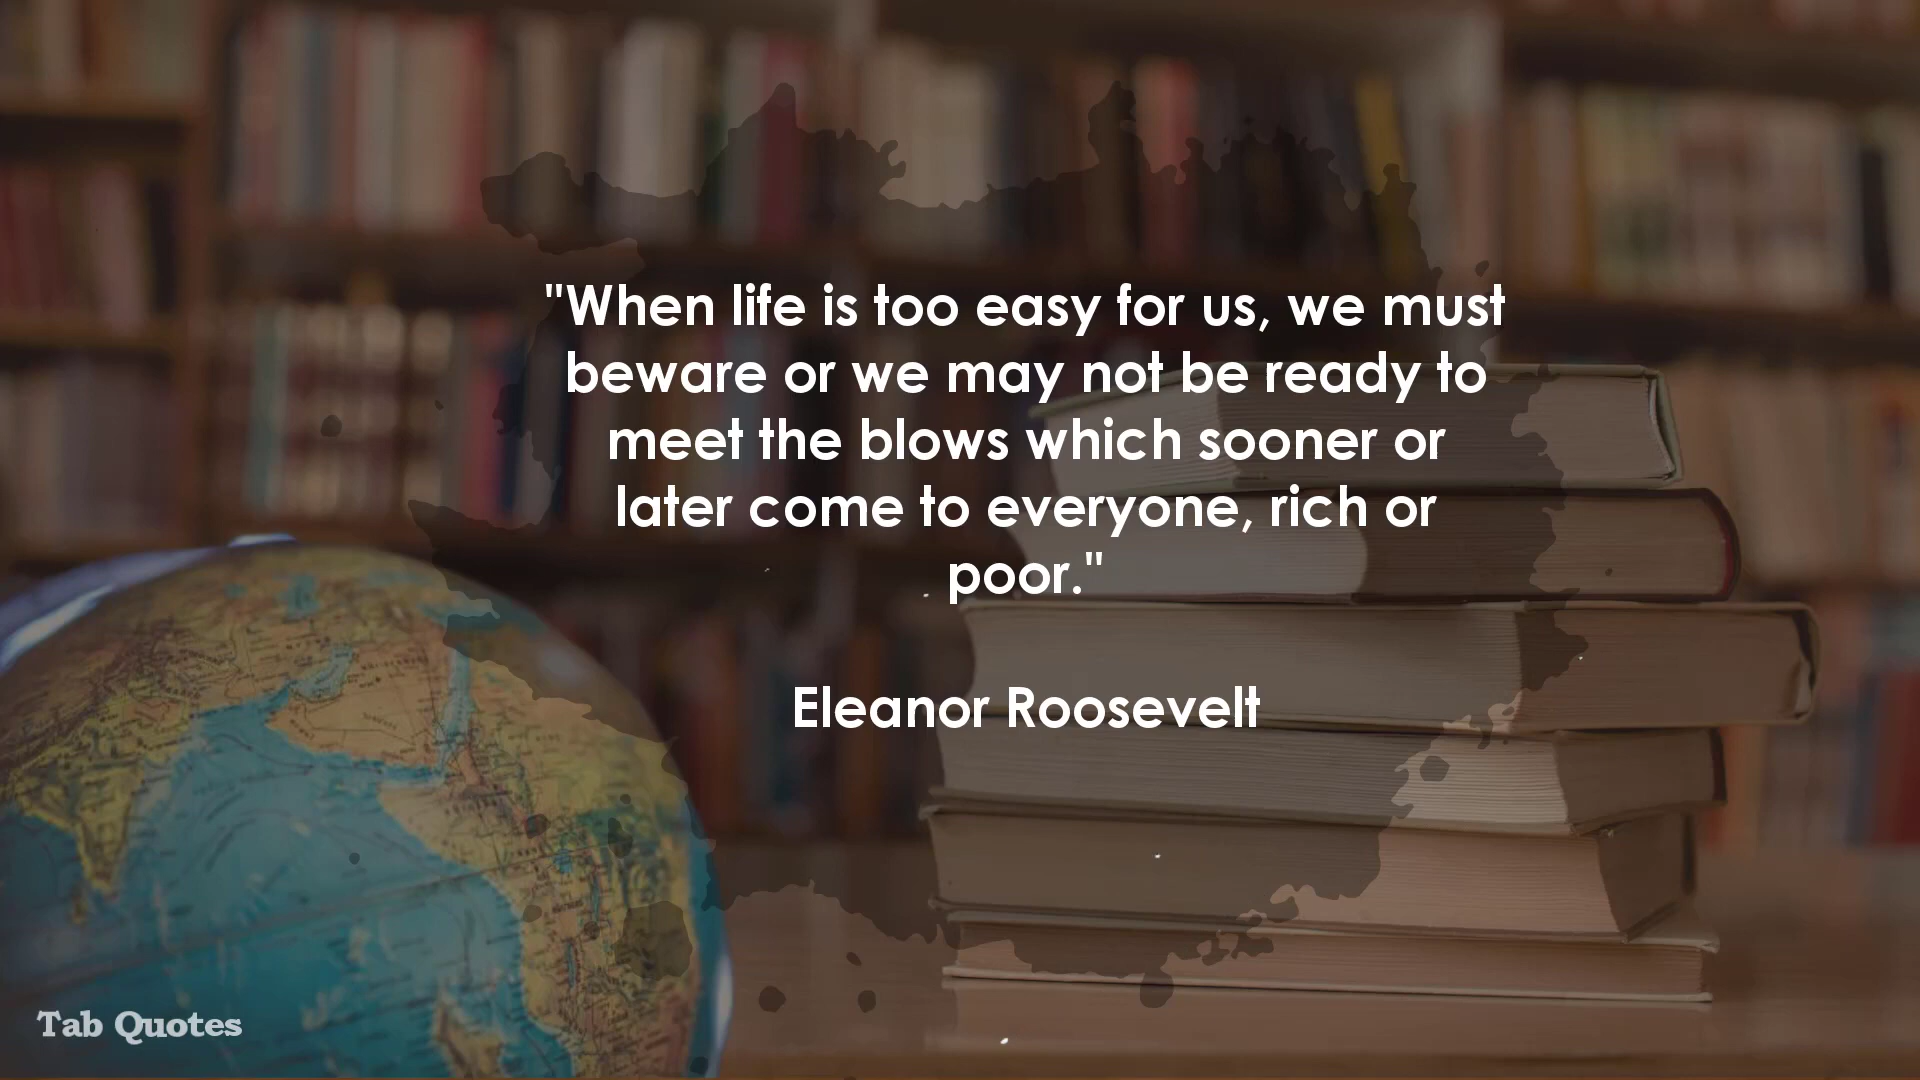 "When life is too easy for us, we must
beware or we may not be ready to
meet the blows which sooner or
later come to everyone, rich or
poor."
Eleanor Roosevelt
Tab Quotes